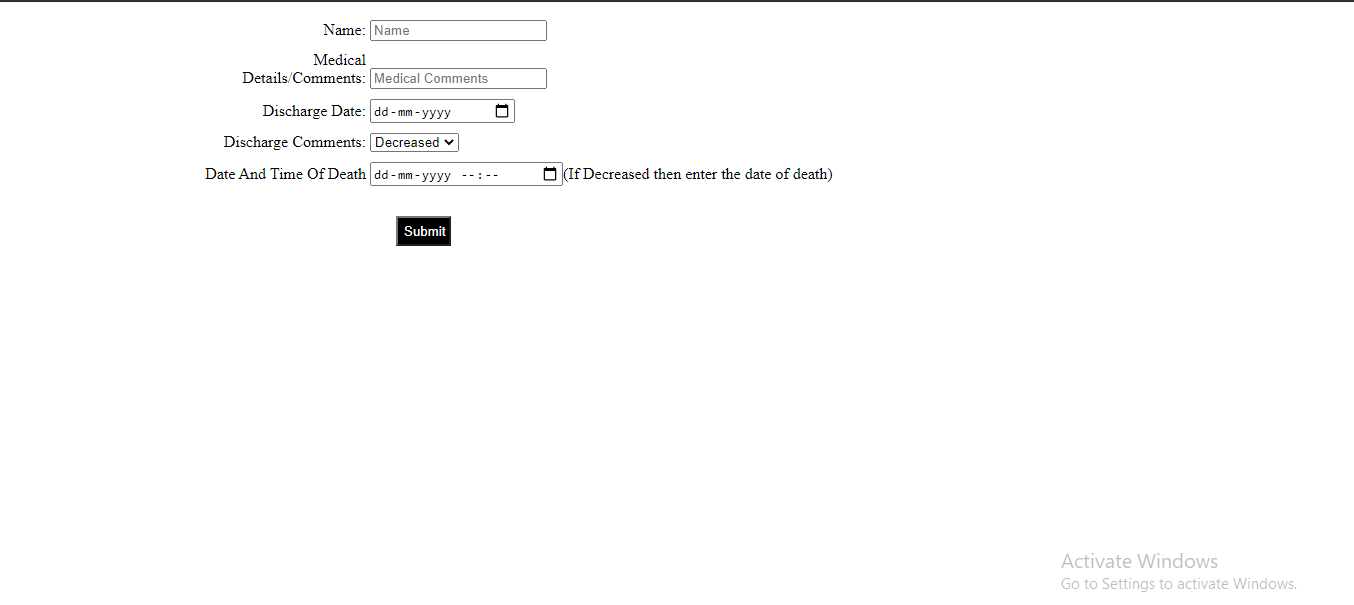 Name: Name
Medical
Details/Comments: Medical Comments
Discharge Date: dd-mm-yyyy
Discharge Comments: Decreased
Date And Time Of Death dd-mm-yyyy --:-- (If Decreased then enter the date of death)
Submit
Activate Windows
Go to Settings to activate Windows.